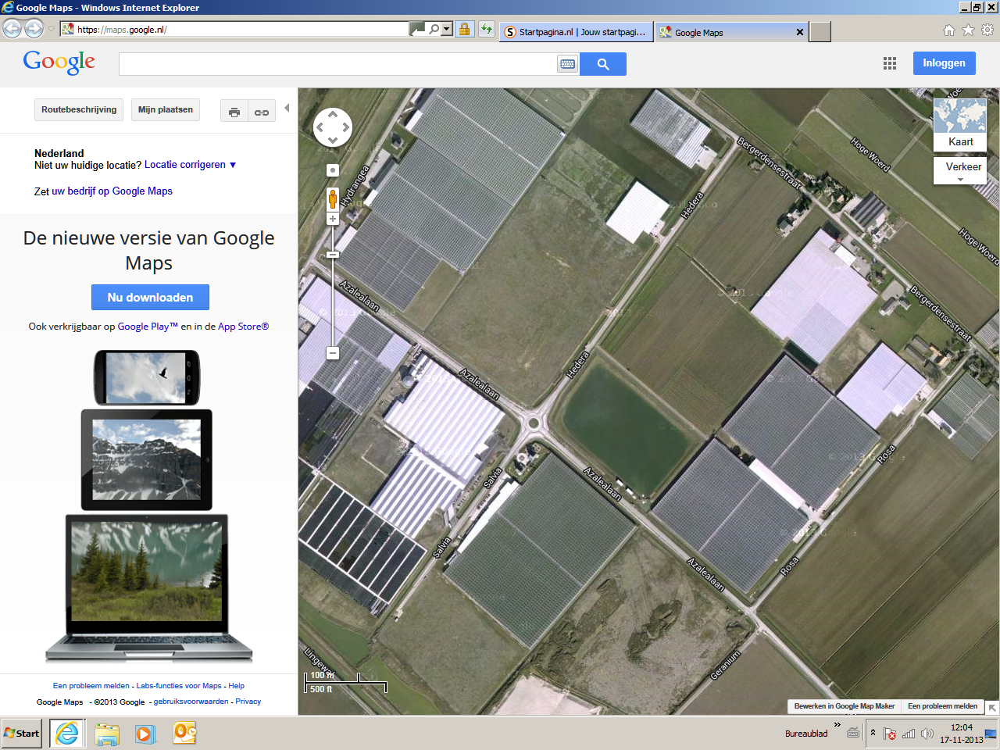 Google Maps - Windows Internet Explorer
https://maps.google.nl/
Startpagina.nl | Jouw startpagi...
Google Maps
Google
Inloggen
Routebeschrijving
Mijn plaatsen
Nederland
Niet uw huidige locatie? Locatie corrigeren ▼
Zet uw bedrijf op Google Maps
De nieuwe versie van Google
Maps
Nu downloaden
Ook verkrijgbaar op Google Play™ en in de App Store®
Een probleem melden - Labs-functies voor Maps - Help
Google Maps - ©2013 Google - gebruiksvoorwaarden - Privacy
Kaart
Verkeer
Hoge Woerd
Bergerdensestraat
Hydrangea
Hedera
Hoge Woerd
Azalealaan
Bergerdensestraat
Hedera
Azalealaan
Rosa
Salvia
Azalealaan
Salvia
Rosa
Azalealaan
Geranium
100 m
500 ft
Bewerken in Google Map Maker
Een probleem melden
Start
Bureaublad
12:04
17-11-2013